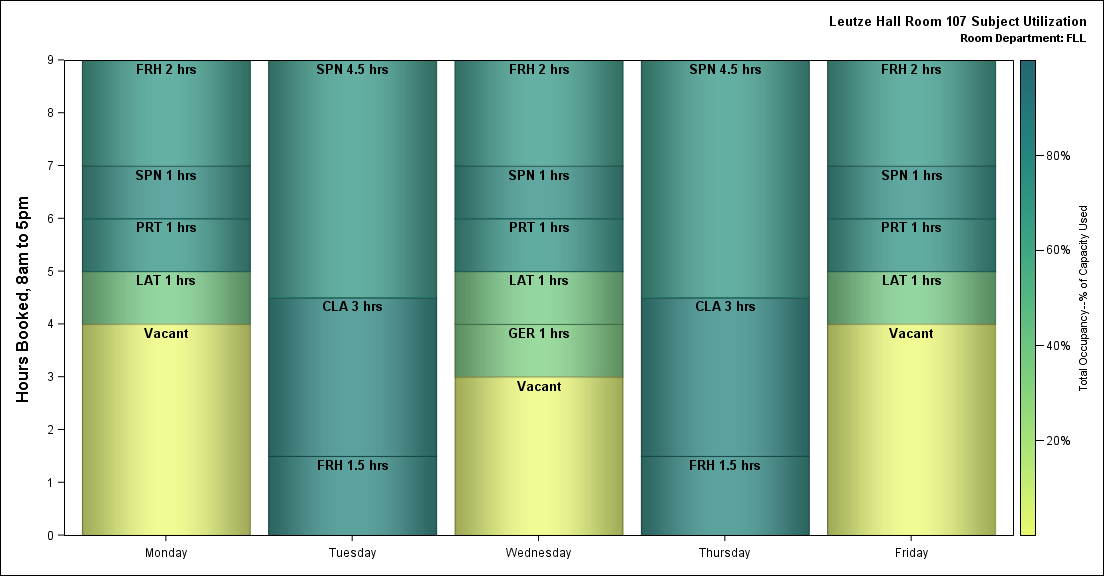 Leutze Hall Room 107 Subject Utilization
Room Department: FLL
Hours Booked, 8am to 5pm
9
8
7
6
5
4
3
2
1
0
FRH 2 hrs
SPN 1 hrs
PRT 1 hrs
LAT 1 hrs
Vacant
Monday
SPN 4.5 hrs
CLA 3 hrs
FRH 1.5 hrs
Tuesday
FRH 2 hrs
SPN 1 hrs
PRT 1 hrs
LAT 1 hrs
GER 1 hrs
Vacant
Wednesday
SPN 4.5 hrs
CLA 3 hrs
FRH 1.5 hrs
Thursday
FRH 2 hrs
SPN 1 hrs
PRT 1 hrs
LAT 1 hrs
Vacant
Friday
80%
60%
40%
20%
Total Occupancy--% of Capacity Used